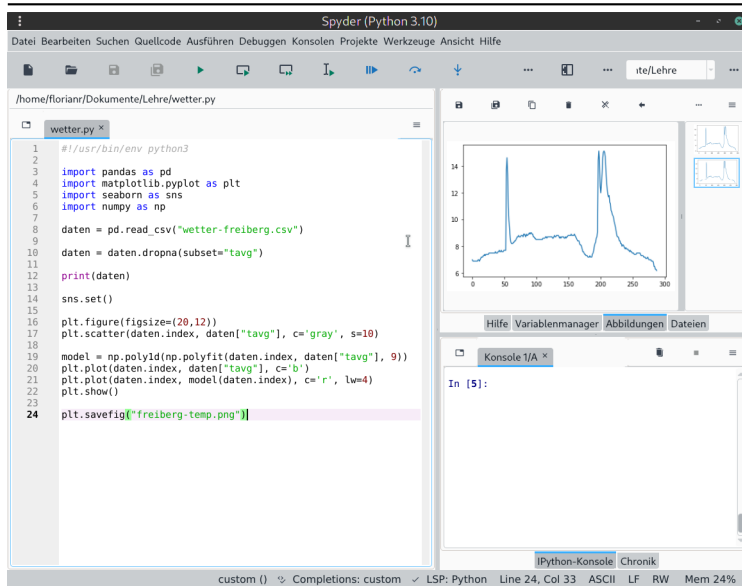 Spyder (Python 3.10)
Datei Bearbeiten Suchen Quellcode Ausführen Debuggen Konsolen Projekte Werkzeuge Ansicht Hilfe
ıte/Lehre
/home/florianr/Dokumente/Lehre/wetter.py
wetter.py
1 #!/usr/bin/env python3
2
3 import pandas as pd
4 import matplotlib.pyplot as plt
5 import seaborn as sns
6 import numpy as np
7
8 daten = pd.read_csv("wetter-freiberg.csv")
9
10 daten = daten.dropna(subset="tavg")
11
12 print(daten)
13
14 sns.set()
15
16 plt.figure(figsize=(20,12))
17 plt.scatter(daten.index, daten["tavg"], c='gray', s=10)
18
19 model = np.poly1d(np.polyfit(daten.index, daten["tavg"], 9))
20 plt.plot(daten.index, daten["tavg"], c='b')
21 plt.plot(daten.index, model(daten.index), c='r', lw=4)
22 plt.show()
23
24 plt.savefig("freiberg-temp.png")
14
12
10
8
6
0 50 100 150 200 250 300
Hilfe Variablenmanager Abbildungen Dateien
Konsole 1/A
In [5]:
IPython-Konsole Chronik
custom () Completions: custom LSP: Python Line 24, Col 33 ASCII LF RW Mem 24%